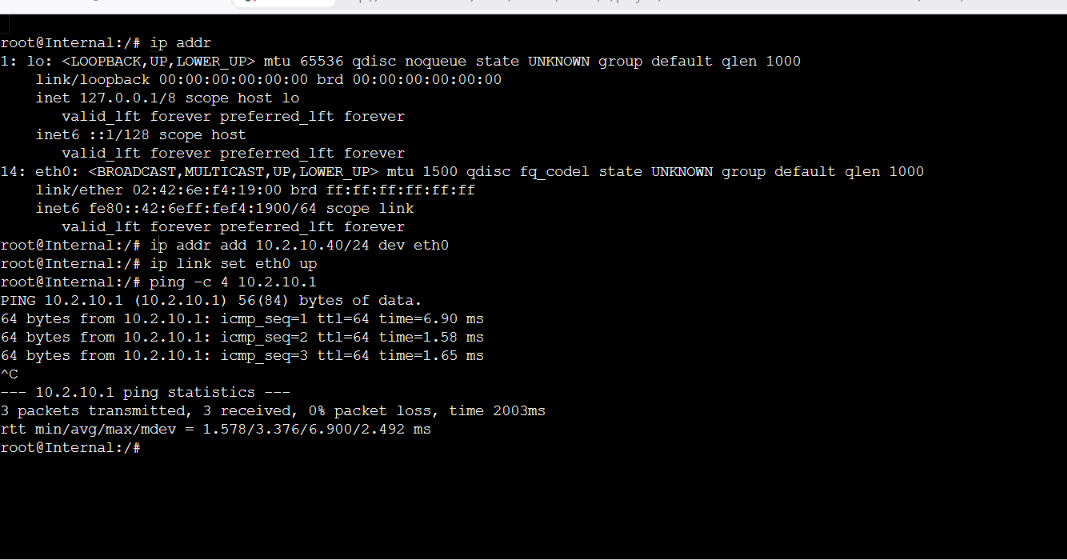 root@Internal:/# ip addr
1: lo: <LOOPBACK,UP,LOWER_UP> mtu 65536 qdisc noqueue state UNKNOWN group default qlen 1000
    link/loopback 00:00:00:00:00:00 brd 00:00:00:00:00:00
    inet 127.0.0.1/8 scope host lo
       valid_lft forever preferred_lft forever
    inet6 ::1/128 scope host
       valid_lft forever preferred_lft forever
14: eth0: <BROADCAST,MULTICAST,UP,LOWER_UP> mtu 1500 qdisc fq_codel state UNKNOWN group default qlen 1000
    link/ether 02:42:6e:f4:19:00 brd ff:ff:ff:ff:ff:ff
    inet6 fe80::42:6eff:fef4:1900/64 scope link
       valid_lft forever preferred_lft forever
root@Internal:/# ip addr add 10.2.10.40/24 dev eth0
root@Internal:/# ip link set eth0 up
root@Internal:/# ping -c 4 10.2.10.1
PING 10.2.10.1 (10.2.10.1) 56(84) bytes of data.
64 bytes from 10.2.10.1: icmp_seq=1 ttl=64 time=6.90 ms
64 bytes from 10.2.10.1: icmp_seq=2 ttl=64 time=1.58 ms
64 bytes from 10.2.10.1: icmp_seq=3 ttl=64 time=1.65 ms
^C
--- 10.2.10.1 ping statistics ---
3 packets transmitted, 3 received, 0% packet loss, time 2003ms
rtt min/avg/max/mdev = 1.578/3.376/6.900/2.492 ms
root@Internal:/#